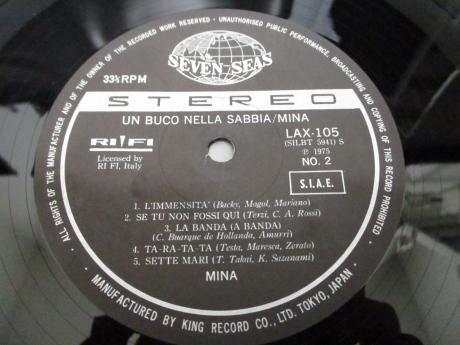 ALL RIGHTS OF THE MANUFACTURER AND OF THE OWNER OF THE RECORDED WORK RESERVED · UNAUTHORISED PUBLIC PERFORMANCE, BROADCASTING AND COPYING OF THIS RECORD PROHIBITED.
SEVEN-SEAS
33⅓RPM
STEREO
UN BUCO NELLA SABBIA/MINA
RI-FI
Licensed by
RI FI, Italy
LAX-105
(SILBT 5941) S
℗ 1975
NO. 2
S.I.A.E.
1. L'IMMENSITA' (Bucky, Mogol, Mariano)
2. SE TU NON FOSSI QUI (Terzi, C. A. Rossi)
3. LA BANDA (A BANDA)
(C. Buarque de Hollanda, Amurri)
4. TA-RA-TA-TA (Testa, Maresca, Zerato)
5. SETTE MARI (T. Takai, K. Sazanami)
MINA
MANUFACTURED BY KING RECORD CO., LTD. TOKYO, JAPAN